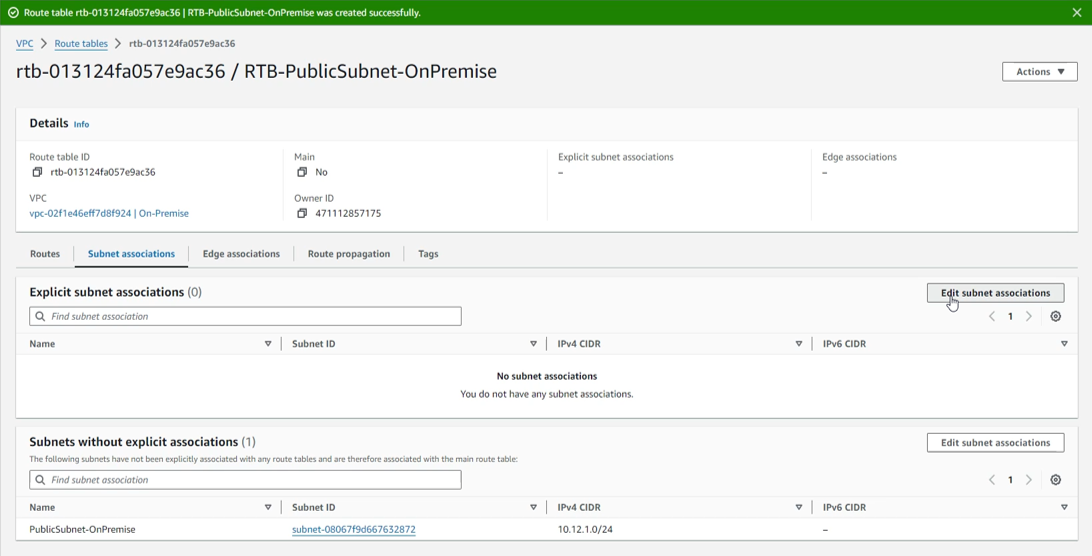 Route table rtb-013124fa057e9ac36 | RTB-PublicSubnet-OnPremise was created successfully.
VPC > Route tables > rtb-013124fa057e9ac36
rtb-013124fa057e9ac36 / RTB-PublicSubnet-OnPremise
Actions
Details Info
Route table ID Main Explicit subnet associations Edge associations
rtb-013124fa057e9ac36 No – –
VPC Owner ID
vpc-02f1e46eff7d8f924 | On-Premise 471112857175
Routes Subnet associations Edge associations Route propagation Tags
Explicit subnet associations (0) Edit subnet associations
Find subnet association 1
Name Subnet ID IPv4 CIDR IPv6 CIDR
No subnet associations
You do not have any subnet associations.
Subnets without explicit associations (1) Edit subnet associations
The following subnets have not been explicitly associated with any route tables and are therefore associated with the main route table:
Find subnet association 1
Name Subnet ID IPv4 CIDR IPv6 CIDR
PublicSubnet-OnPremise subnet-08067f9d667632872 10.12.1.0/24 –